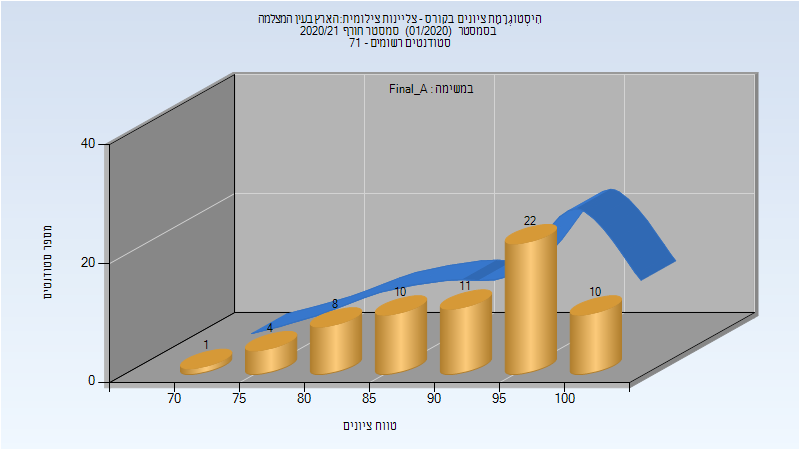 היסטוגרמת ציונים בקורס - צליינות צילומית:הארץ בעין המצלמה
בסמסטר (01/2020) סמסטר חורף 2020/21
סטודנטים רשומים - 71
במשימה : Final_A
מספר סטודנטים
40
20
0
1
4
8
10
11
22
10
70
75
80
85
90
95
100
טווח ציונים